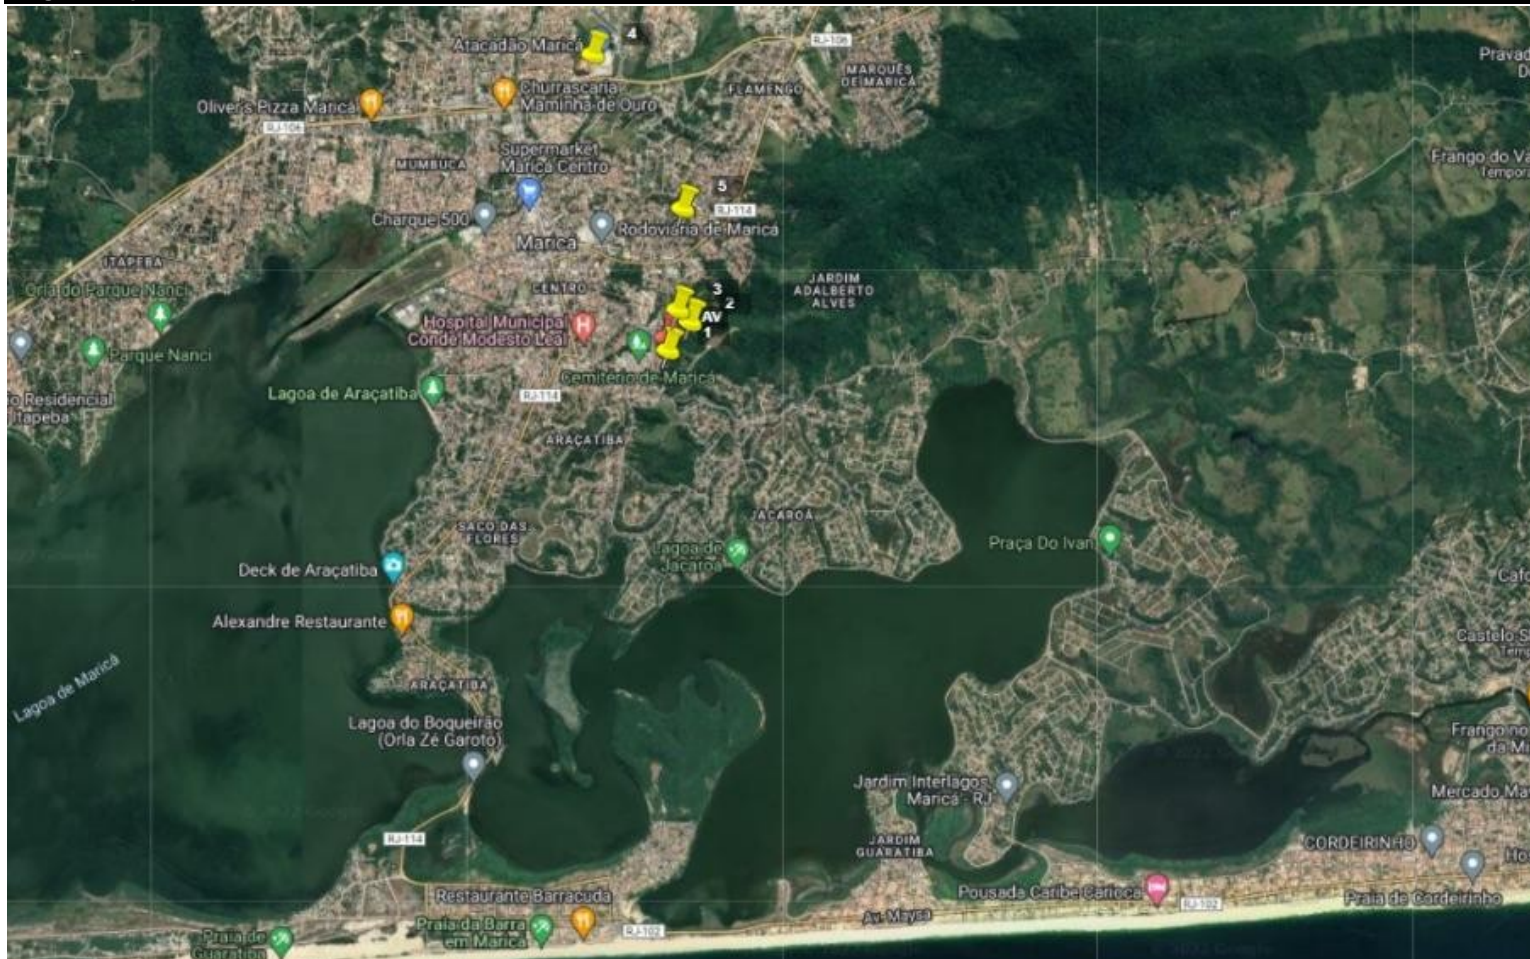 4
Atacadão Maricá
RJ-106
MARQUÊS
DE MARICÁ
FLAMENGO
Churrascaria
Maminha de Ouro
Oliver's Pizza Maricá
RJ-106
Supermarket
Maricá Centro
MUMBUCA
Frango do
5
RJ-114
Charque 500
Rodoviária de Maricá
Maricá
ITAPEBA
Orla do Parque Nanci
CENTRO
JARDIM
ADALBERTO
ALVES
3
2
AV
1
Hospital Municipal
Conde Modesto Leal
Parque Nanci
Cemitério de Maricá
Lagoa de Araçatiba
RJ-114
Residencial
Itapeba
ARAÇATIBA
JACAROÁ
SACO DAS
FLORES
Lagoa de
Jacaroá
Praça Do Ivan
Deck de Araçatiba
Alexandre Restaurante
Castelo
Lagoa de Maricá
ARAÇATIBA
Lagoa do Boqueirão
(Orla Zé Garoto)
Frango no
Jardim Interlagos,
Maricá - RJ
Mercado
RJ-114
JARDIM
GUARATIBA
CORDEIRINHO
Restaurante Barracuda
Pousada Caribe Carioca
RJ-102
Praia de Cordeirinho
Av. Maysa
Praia da Barra
em Maricá
RJ-102
Praia de
Guaratiba